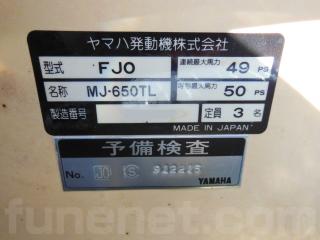 ヤマハ発動機株式会社
型式 FJ0 連続最大馬力 49 PS
名称 MJ-650TL 最大馬力 50 PS
製造番号 定員 3 名
MADE IN JAPAN
予備検査
No. JCI S
YAMAHA
funenet.com